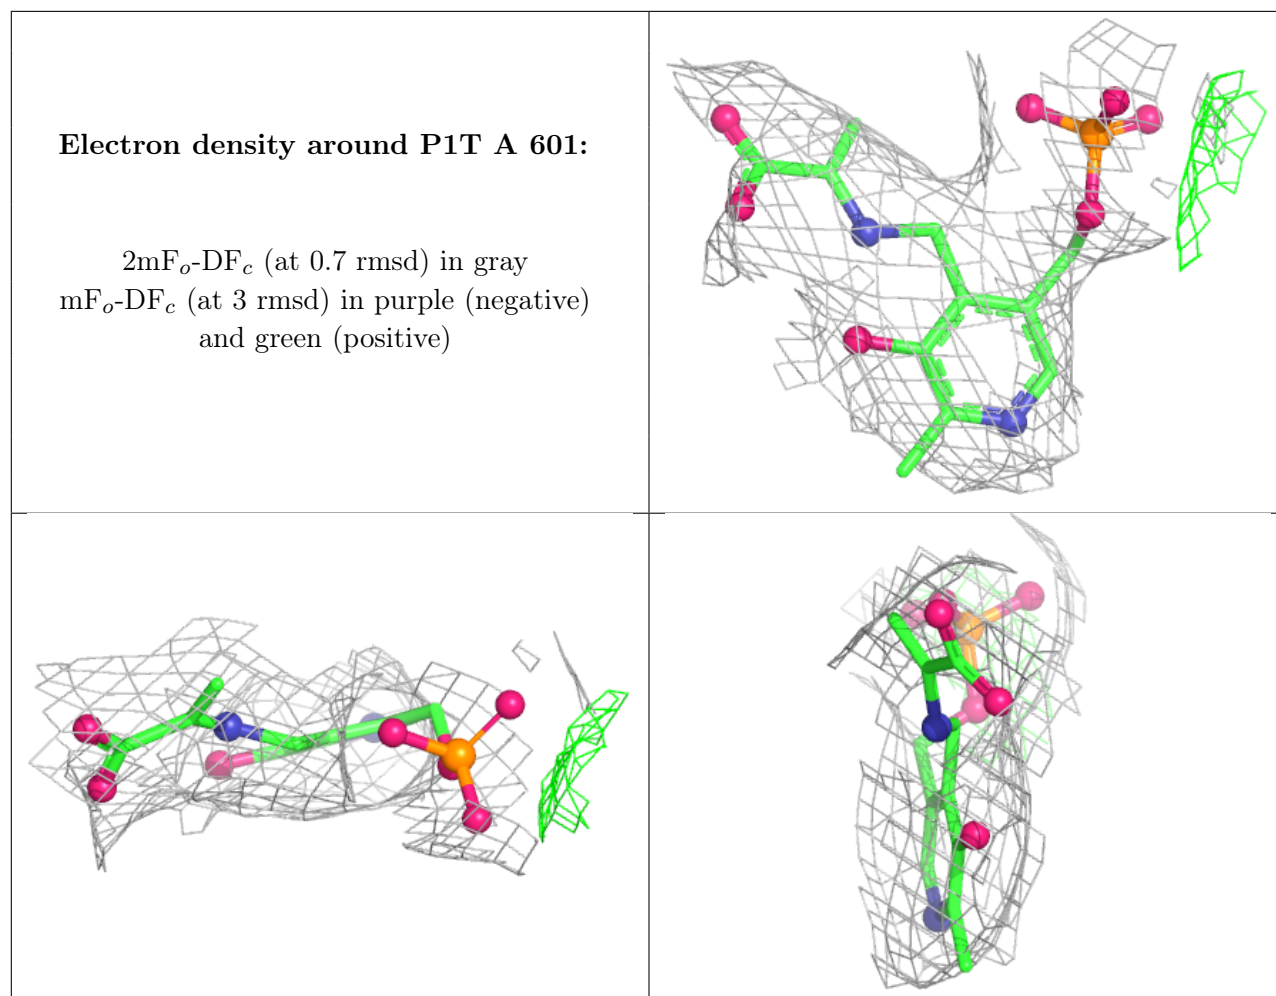 Electron density around P1T A 601:
2mFₒ-DF𝒸 (at 0.7 rmsd) in gray
mFₒ-DF𝒸 (at 3 rmsd) in purple (negative)
and green (positive)